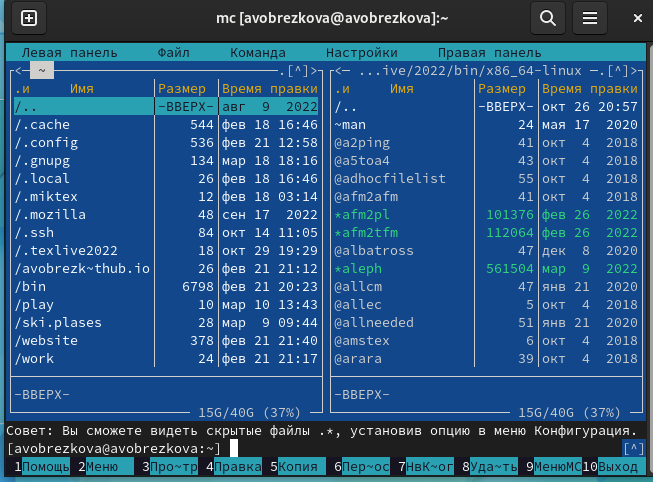 mc [avobrezkova@avobrezkova]:~
Левая панель Файл Команда Настройки Правая панель
<─ ~ ─.[^]>┐ <─ ...ive/2022/bin/x86_64-linux ─.[^]>┐
.и Имя Размер Время правки .и Имя Размер Время правки
/.. -ВВЕРХ- авг 9 2022 /.. -ВВЕРХ- окт 26 20:57
/.cache 544 фев 18 16:46 ~man 24 мая 17 2020
/.config 536 фев 21 12:58 @a2ping 41 окт 4 2018
/.gnupg 134 мар 18 18:16 @a5toa4 43 окт 4 2018
/.local 26 фев 18 16:46 @adhocfilelist 55 окт 4 2018
/.miktex 12 фев 18 03:14 @afm2afm 41 окт 4 2018
/.mozilla 48 сен 17 2022 *afm2pl 101376 фев 26 2022
/.ssh 84 окт 14 11:05 *afm2tfm 112064 фев 26 2022
/.texlive2022 18 окт 29 19:29 @albatross 47 дек 8 2020
/avobrezk~thub.io 26 фев 21 21:12 *aleph 561504 мар 9 2022
/bin 6798 фев 21 20:23 @allcm 47 янв 21 2020
/play 10 мар 10 13:43 @allec 5 окт 4 2018
/ski.plases 28 мар 9 09:44 @allneeded 51 янв 21 2020
/website 378 фев 21 21:40 @amstex 6 окт 4 2018
/work 24 фев 21 21:17 @arara 39 окт 4 2018
-ВВЕРХ- -ВВЕРХ-
15G/40G (37%) 15G/40G (37%)
Совет: Вы сможете видеть скрытые файлы .*, установив опцию в меню Конфигурация.
[avobrezkova@avobrezkova:~] [^]
1Помощь 2Меню 3Про~тр 4Правка 5Копия 6Пер~ос 7НвК~ог 8Уда~ть 9МенюМС 10Выход